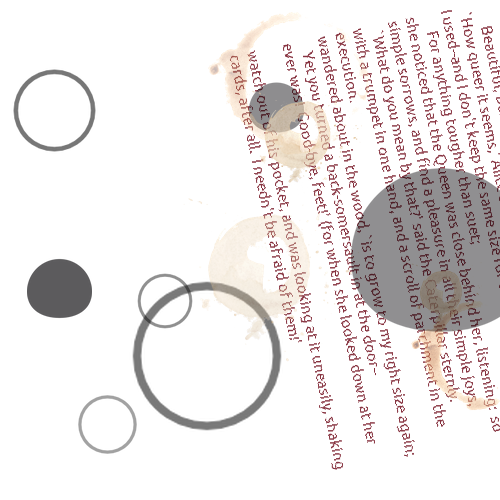 Beautiful,
`How queer it seems,'
I used--and I don't keep the same size
For anything tougher than suet;
she noticed that the Queen was close behind her, listening: so
simple sorrows, and find a pleasure in all their simple joys,
`What do you mean by that?' said the Caterpillar sternly.
with a trumpet in one hand, and a scroll of parchment in the
execution.
wandered about in the wood, `is to grow to my right size again;
Yet you turned a back-somersault in at the door--
ever was! Good-bye, feet!' (for when she looked down at her
watch out of his pocket, and was looking at it uneasily, shaking
cards, after all. I needn't be afraid of them!'